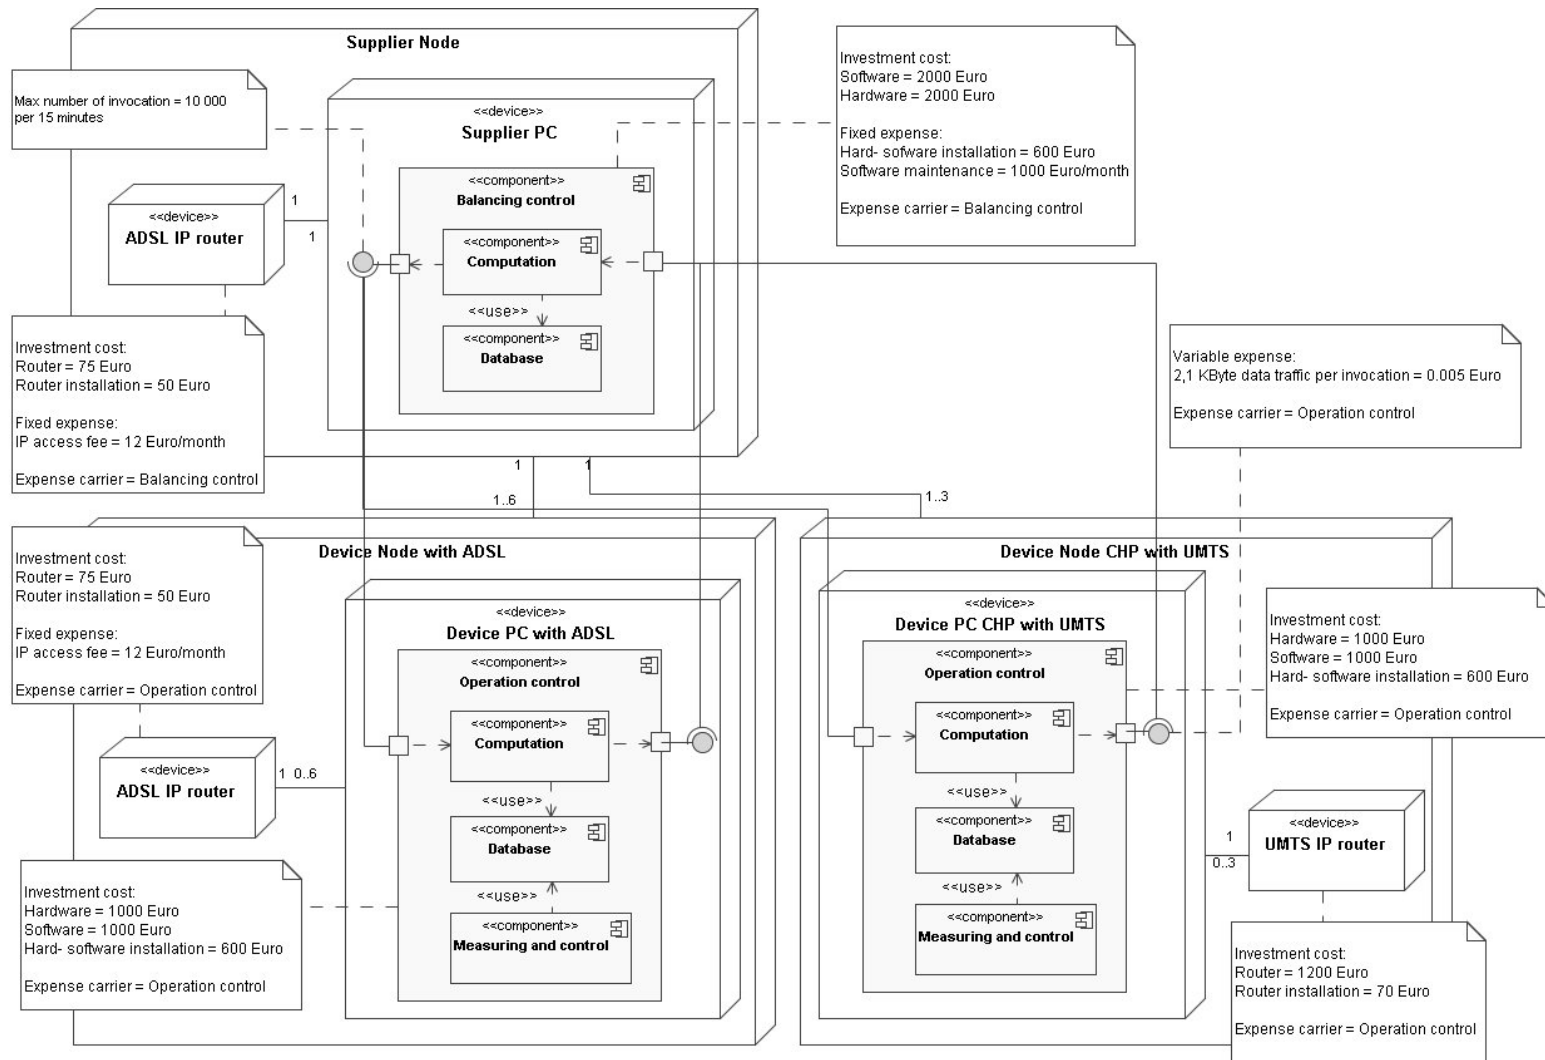 Supplier Node
Max number of invocation = 10 000
per 15 minutes
<<device>>
Supplier PC
<<component>>
Balancing control
<<component>>
Computation
<<use>>
<<component>>
Database
Investment cost:
Software = 2000 Euro
Hardware = 2000 Euro
Fixed expense:
Hard- sofware installation = 600 Euro
Software maintenance = 1000 Euro/month
Expense carrier = Balancing control
<<device>>
ADSL IP router
1
1
Investment cost:
Router = 75 Euro
Router installation = 50 Euro
Fixed expense:
IP access fee = 12 Euro/month
Expense carrier = Balancing control
Variable expense:
2,1 KByte data traffic per invocation = 0.005 Euro
Expense carrier = Operation control
1
1
1..6
1..3
Device Node with ADSL
Investment cost:
Router = 75 Euro
Router installation = 50 Euro
Fixed expense:
IP access fee = 12 Euro/month
Expense carrier = Operation control
<<device>>
Device PC with ADSL
<<component>>
Operation control
<<component>>
Computation
<<use>>
<<component>>
Database
<<use>>
<<component>>
Measuring and control
<<device>>
ADSL IP router
1 0..6
Investment cost:
Hardware = 1000 Euro
Software = 1000 Euro
Hard- software installation = 600 Euro
Expense carrier = Operation control
Device Node CHP with UMTS
<<device>>
Device PC CHP with UMTS
<<component>>
Operation control
<<component>>
Computation
<<use>>
<<component>>
Database
<<use>>
<<component>>
Measuring and control
Investment cost:
Hardware = 1000 Euro
Software = 1000 Euro
Hard- software installation = 600 Euro
Expense carrier = Operation control
<<device>>
UMTS IP router
1
0..3
Investment cost:
Router = 1200 Euro
Router installation = 70 Euro
Expense carrier = Operation control